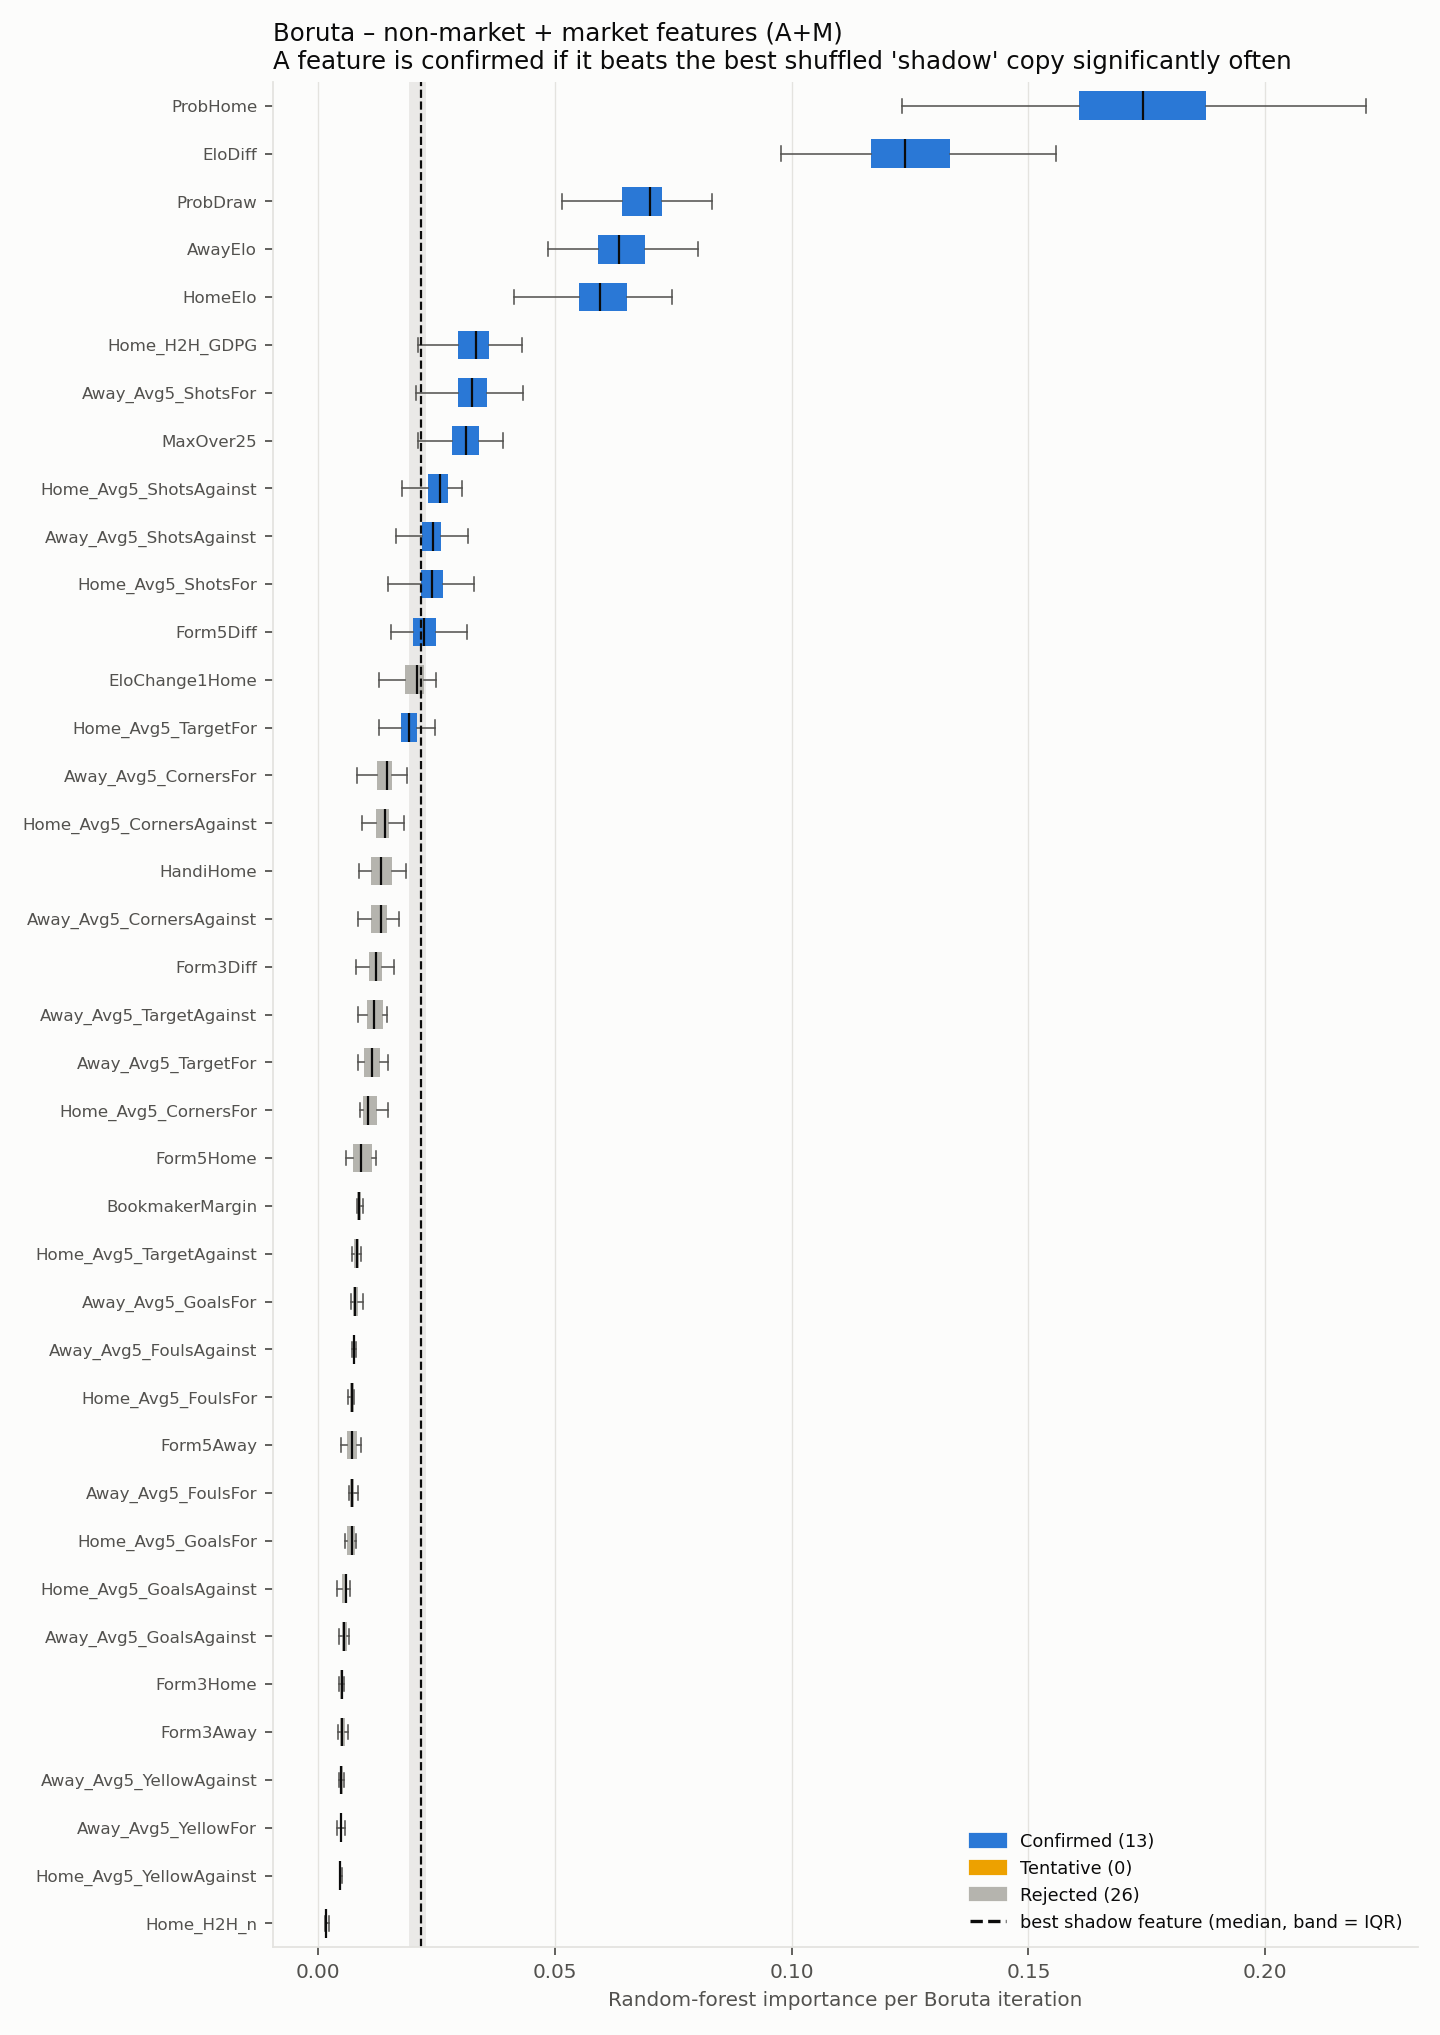 Boruta – non-market + market features (A+M)
A feature is confirmed if it beats the best shuffled 'shadow' copy significantly often
ProbHome
EloDiff
ProbDraw
AwayElo
HomeElo
Home_H2H_GDPG
Away_Avg5_ShotsFor
MaxOver25
Home_Avg5_ShotsAgainst
Away_Avg5_ShotsAgainst
Home_Avg5_ShotsFor
Form5Diff
EloChange1Home
Home_Avg5_TargetFor
Away_Avg5_CornersFor
Home_Avg5_CornersAgainst
HandiHome
Away_Avg5_CornersAgainst
Form3Diff
Away_Avg5_TargetAgainst
Away_Avg5_TargetFor
Home_Avg5_CornersFor
Form5Home
BookmakerMargin
Home_Avg5_TargetAgainst
Away_Avg5_GoalsFor
Away_Avg5_FoulsAgainst
Home_Avg5_FoulsFor
Form5Away
Away_Avg5_FoulsFor
Home_Avg5_GoalsFor
Home_Avg5_GoalsAgainst
Away_Avg5_GoalsAgainst
Form3Home
Form3Away
Away_Avg5_YellowAgainst
Away_Avg5_YellowFor
Home_Avg5_YellowAgainst
Home_H2H_n
Confirmed (13)
Tentative (0)
Rejected (26)
best shadow feature (median, band = IQR)
0.00 0.05 0.10 0.15 0.20
Random-forest importance per Boruta iteration